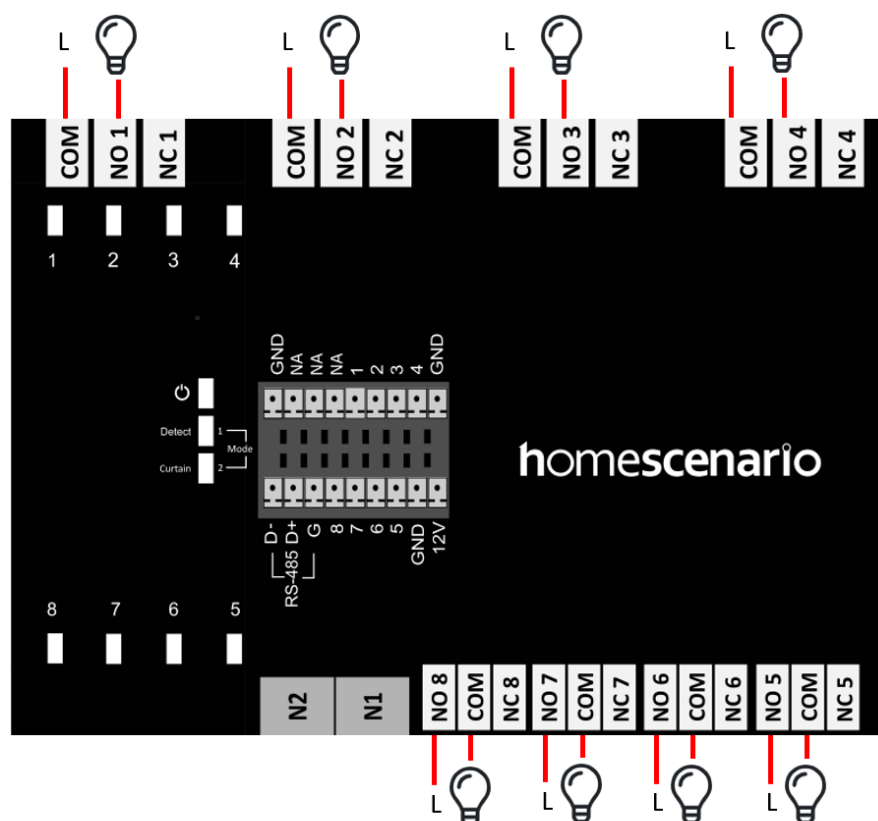 L L L L
COM NO 1 NC 1 COM NO 2 NC 2 COM NO 3 NC 3 COM NO 4 NC 4
1 2 3 4
GND NA NA NA 1 2 3 4 GND
Detect 1
Mode
Curtain 2
homescenario
D- D+ G 8 7 6 5 GND 12V
RS-485
8 7 6 5
N2 N1 NO 8 COM NC 8 NO 7 COM NC 7 NO 6 COM NC 6 NO 5 COM NC 5
L L L L